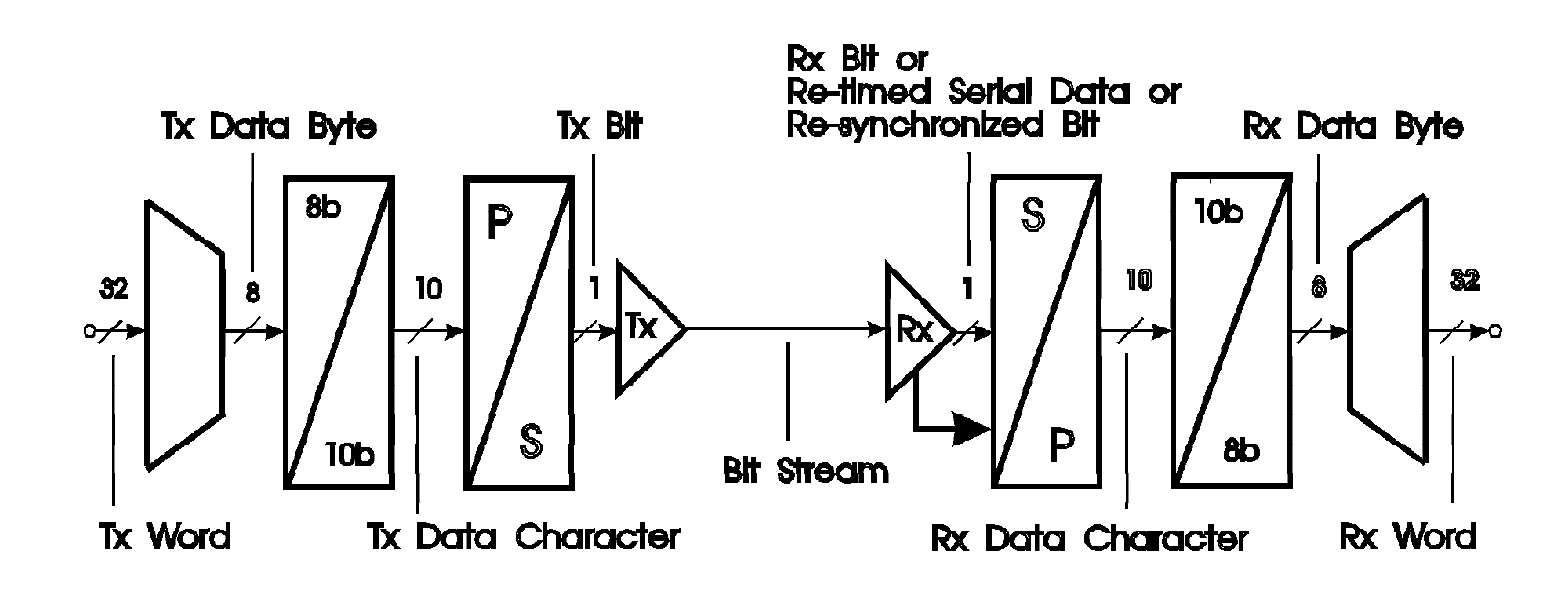 Rx Bit or
Re-timed Serial Data or
Re-synchronized Bit
Tx Data Byte
Tx Bit
Rx Data Byte
8b
P
S
10b
32
8
10
1
1
10
8
32
Tx
Rx
10b
S
P
8b
Bit Stream
Tx Word
Tx Data Character
Rx Data Character
Rx Word